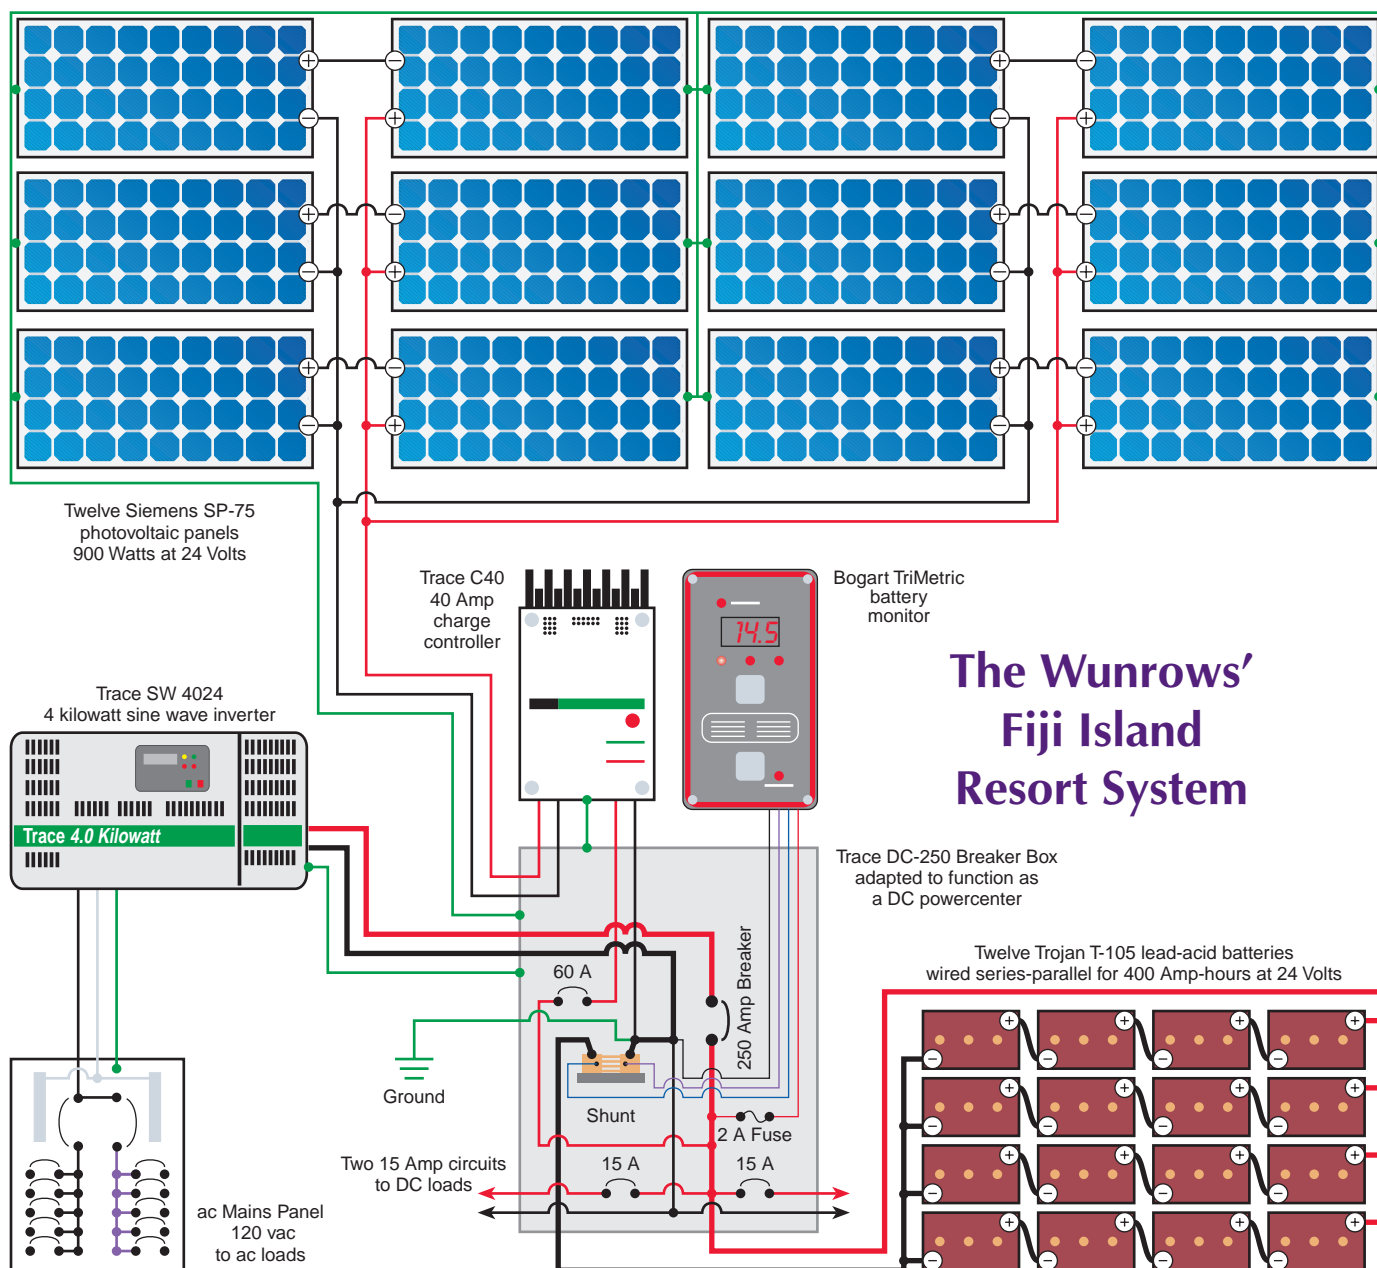 Twelve Siemens SP-75
photovoltaic panels
900 Watts at 24 Volts
Trace C40
40 Amp
charge
controller
14.5
Bogart TriMetric
battery
monitor
The Wunrows’
Fiji Island
Resort System
Trace SW 4024
4 kilowatt sine wave inverter
Trace 4.0 Kilowatt
Trace DC-250 Breaker Box
adapted to function as
a DC powercenter
Twelve Trojan T-105 lead-acid batteries
wired series-parallel for 400 Amp-hours at 24 Volts
60 A
250 Amp Breaker
Ground
Shunt
2 A Fuse
Two 15 Amp circuits
to DC loads
15 A
15 A
ac Mains Panel
120 vac
to ac loads